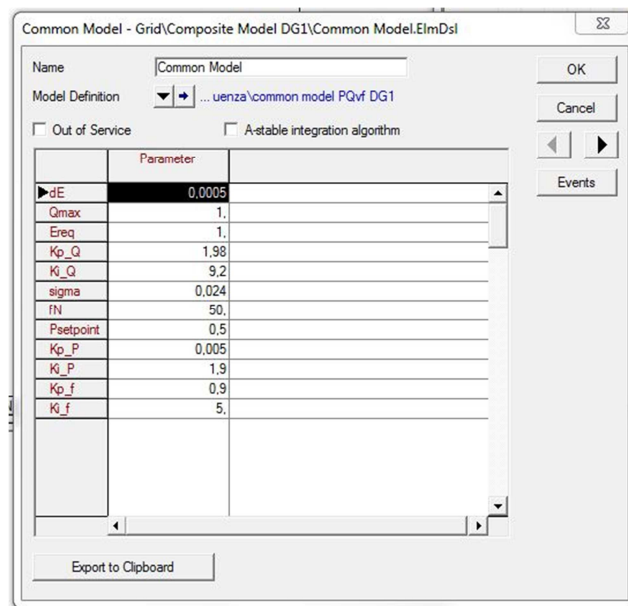 Common Model - Grid\Composite Model DG1\Common Model.ElmDsl
Name Common Model OK
Model Definition ... uenza\common model PQvf DG1
Cancel
Out of Service A-stable integration algorithm
Parameter
Events
dE 0,0005
Qmax 1,
Ereq 1,
Kp_Q 1,98
Ki_Q 9,2
sigma 0,024
fN 50,
Psetpoint 0,5
Kp_P 0,005
Ki_P 1,9
Kp_f 0,9
Ki_f 5,
Export to Clipboard